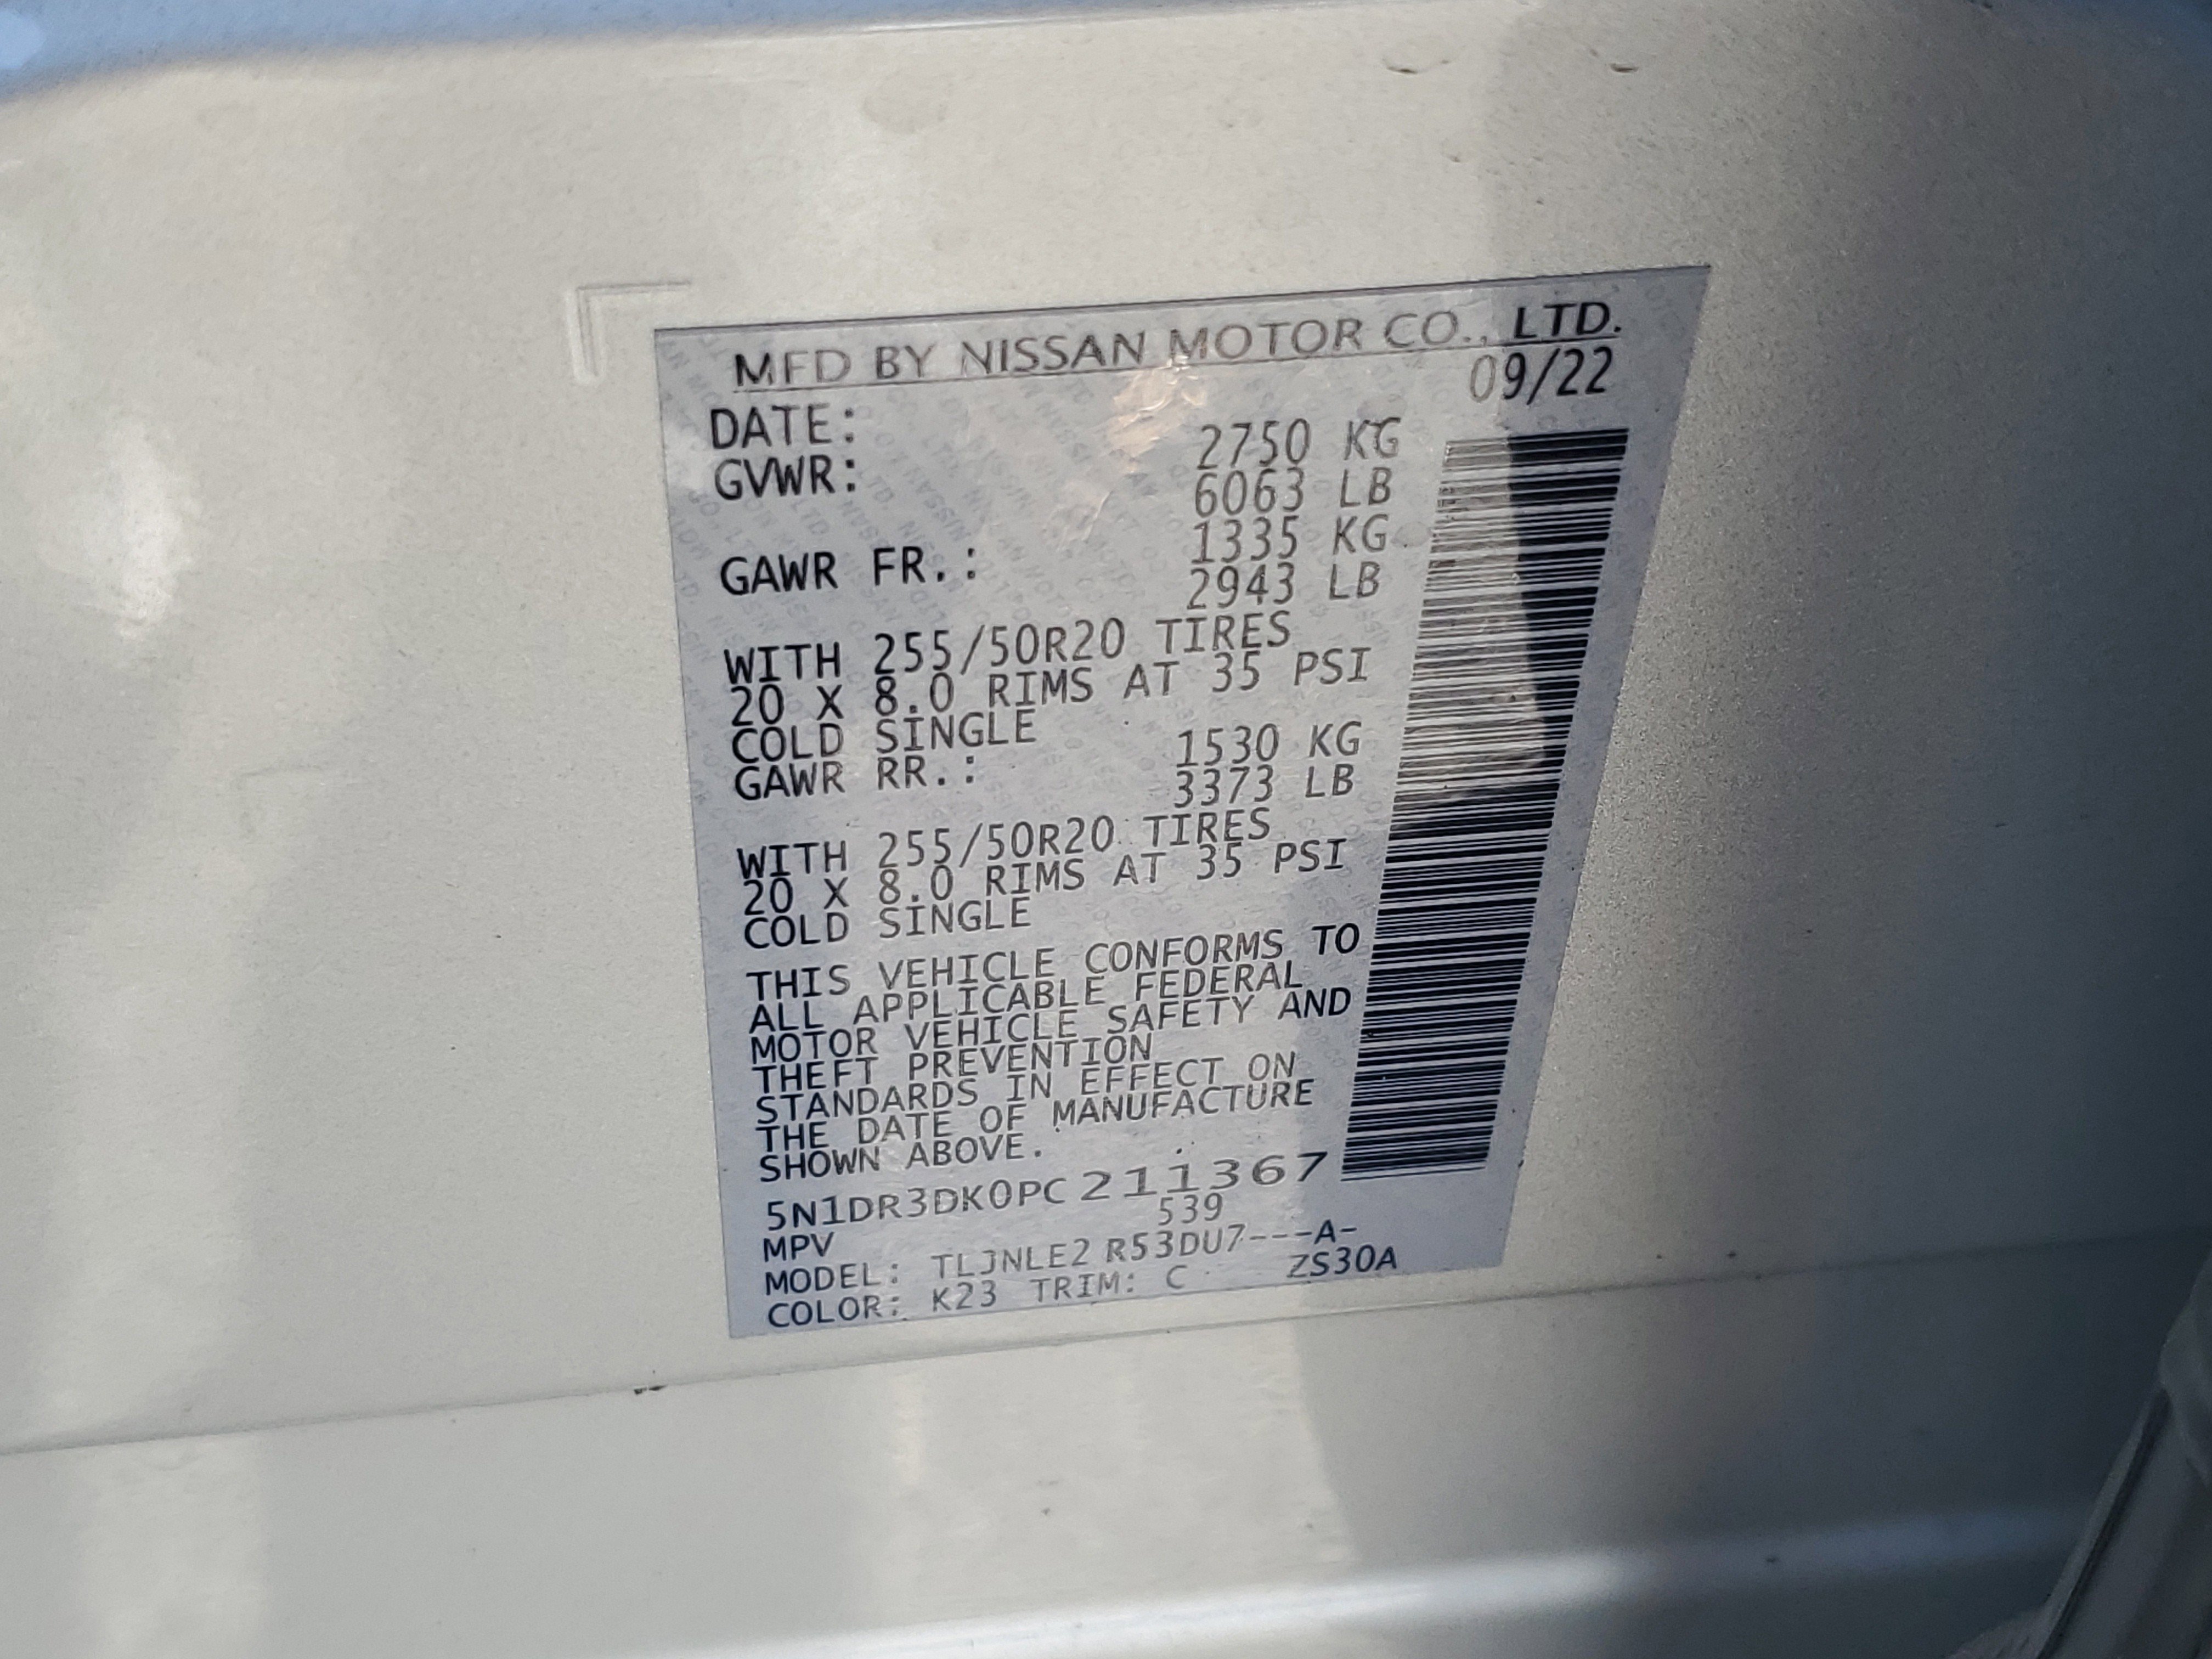 MFD BY NISSAN MOTOR CO., LTD.
DATE: 09/22
GVWR: 2750 KG
6063 LB
GAWR FR.: 1335 KG
2943 LB
WITH 255/50R20 TIRES
20 X 8.0 RIMS AT 35 PSI
COLD SINGLE
GAWR RR.: 1530 KG
3373 LB
WITH 255/50R20 TIRES
20 X 8.0 RIMS AT 35 PSI
COLD SINGLE
THIS VEHICLE CONFORMS TO
ALL APPLICABLE FEDERAL
MOTOR VEHICLE SAFETY AND
THEFT PREVENTION
STANDARDS IN EFFECT ON
THE DATE OF MANUFACTURE
SHOWN ABOVE.
5N1DR3DK0PC211367
MPV 539
MODEL: TLJNLE2 R53DU7---A-
COLOR: K23 TRIM: C ZS30A